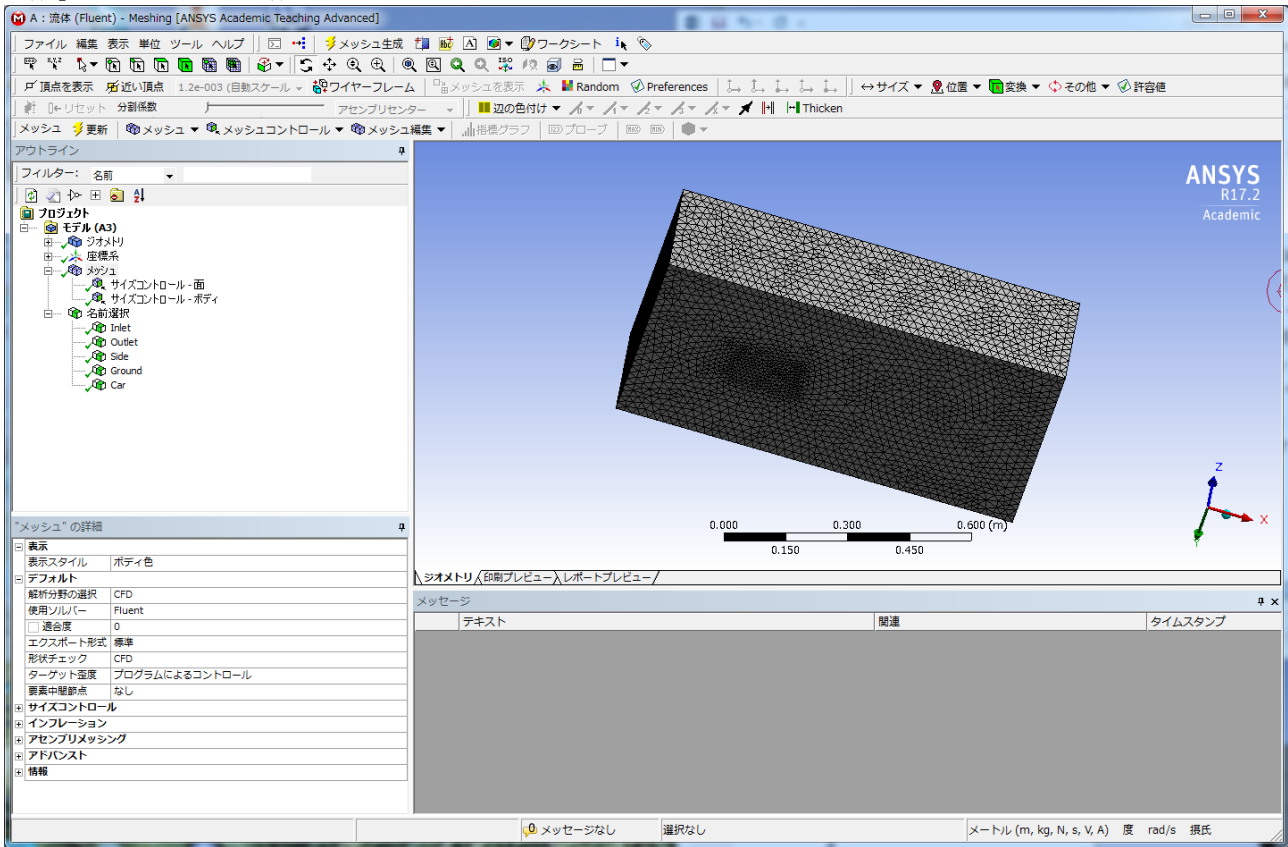 A : 流体 (Fluent) - Meshing [ANSYS Academic Teaching Advanced]
ファイル 編集 表示 単位 ツール ヘルプ メッシュ生成 ワークシート
頂点を表示 近い頂点 1.2e-003 (自動スケール ワイヤーフレーム メッシュを表示 Random Preferences サイズ 位置 変換 その他 許容値
リセット 分割係数 アセンブリセンター 辺の色付け Thicken
メッシュ 更新 メッシュ メッシュコントロール メッシュ編集 指標グラフ プローブ
アウトライン
フィルター: 名前
プロジェクト
モデル (A3)
ジオメトリ
座標系
メッシュ
サイズコントロール - 面
サイズコントロール - ボディ
名前選択
Inlet
Outlet
Side
Ground
Car
ANSYS
R17.2
Academic
Z
X
Y
0.000 0.300 0.600 (m)
0.150 0.450
ジオメトリ 印刷プレビュー レポートプレビュー
"メッシュ" の詳細
表示
表示スタイル ボディ色
デフォルト
解析分野の選択 CFD
使用ソルバー Fluent
適合度 0
エクスポート形式 標準
形状チェック CFD
ターゲット歪度 プログラムによるコントロール
要素中間節点 なし
サイズコントロール
インフレーション
アセンブリメッシング
アドバンスト
情報
メッセージ
テキスト 関連 タイムスタンプ
0 メッセージなし 選択なし メートル (m, kg, N, s, V, A) 度 rad/s 摂氏